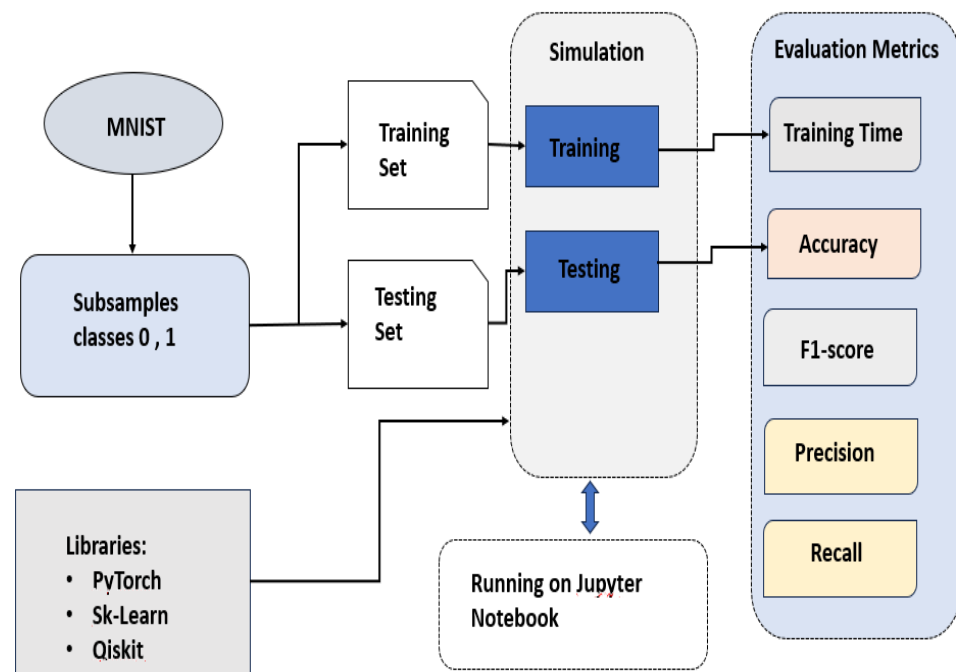 MNIST
Subsamples
classes 0 , 1
Training
Set
Testing
Set
Simulation
Training
Testing
Evaluation Metrics
Training Time
Accuracy
F1-score
Precision
Recall
Libraries:
• PyTorch
• Sk-Learn
• Qiskit
Running on Jupyter
Notebook